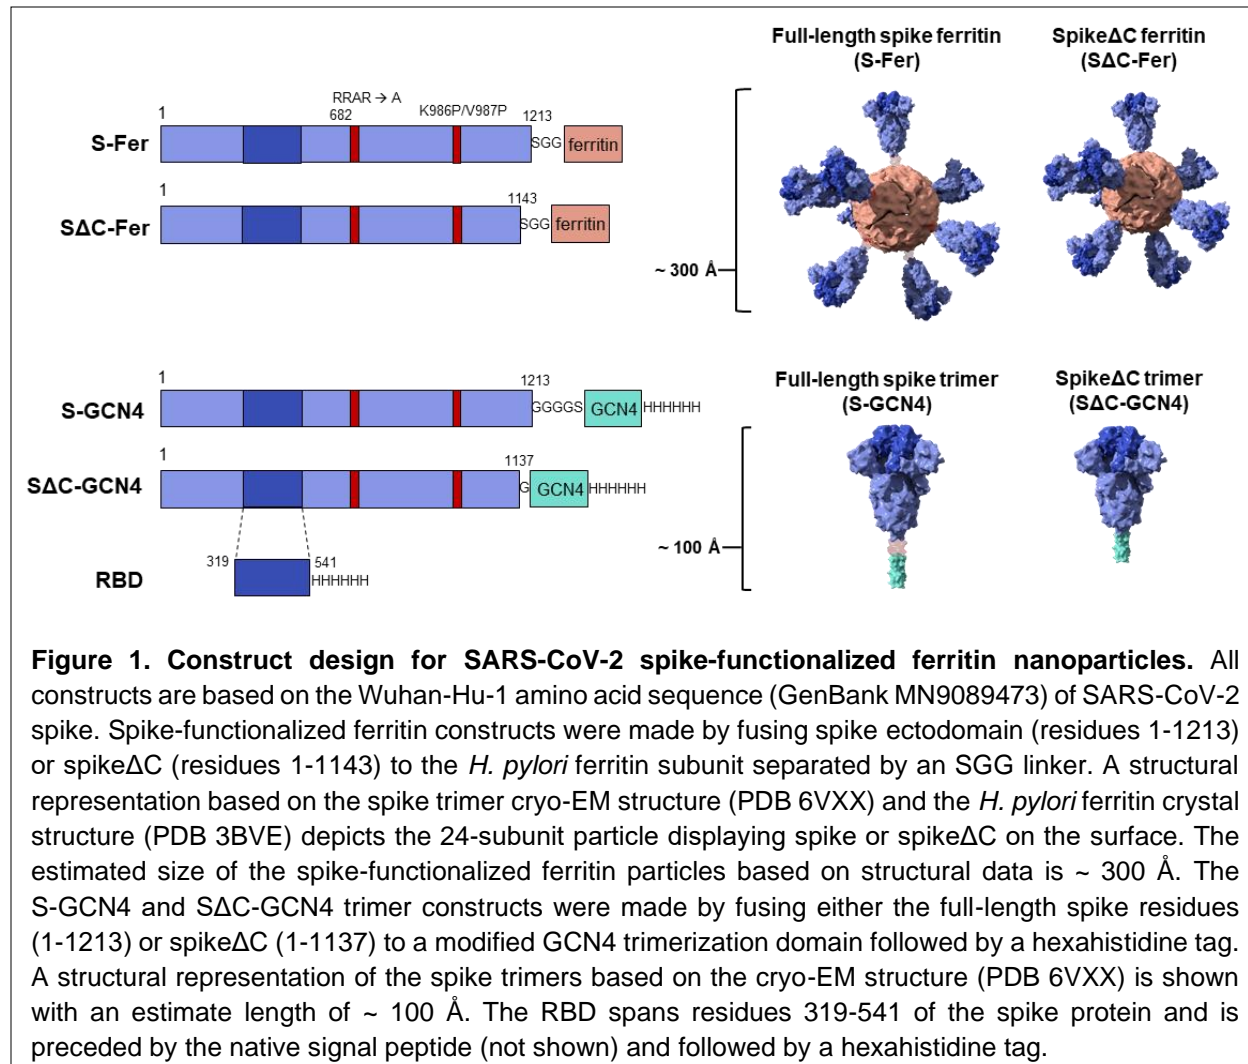 Full-length spike ferritin
(S-Fer)
SpikeΔC ferritin
(SΔC-Fer)
RRAR → A
1
682
K986P/V987P
1213
S-Fer
SGG
ferritin
1
1143
SΔC-Fer
SGG
ferritin
~ 300 Å
1
1213
S-GCN4
GGGGS
GCN4
HHHHHH
1
1137
SΔC-GCN4
G
GCN4
HHHHHH
319
541
RBD
HHHHHH
Full-length spike trimer
(S-GCN4)
SpikeΔC trimer
(SΔC-GCN4)
~ 100 Å
Figure 1. Construct design for SARS-CoV-2 spike-functionalized ferritin nanoparticles. All
constructs are based on the Wuhan-Hu-1 amino acid sequence (GenBank MN9089473) of SARS-CoV-2
spike. Spike-functionalized ferritin constructs were made by fusing spike ectodomain (residues 1-1213)
or spikeΔC (residues 1-1143) to the H. pylori ferritin subunit separated by an SGG linker. A structural
representation based on the spike trimer cryo-EM structure (PDB 6VXX) and the H. pylori ferritin crystal
structure (PDB 3BVE) depicts the 24-subunit particle displaying spike or spikeΔC on the surface. The
estimated size of the spike-functionalized ferritin particles based on structural data is ~ 300 Å. The
S-GCN4 and SΔC-GCN4 trimer constructs were made by fusing either the full-length spike residues
(1-1213) or spikeΔC (1-1137) to a modified GCN4 trimerization domain followed by a hexahistidine tag.
A structural representation of the spike trimers based on the cryo-EM structure (PDB 6VXX) is shown
with an estimate length of ~ 100 Å. The RBD spans residues 319-541 of the spike protein and is
preceded by the native signal peptide (not shown) and followed by a hexahistidine tag.